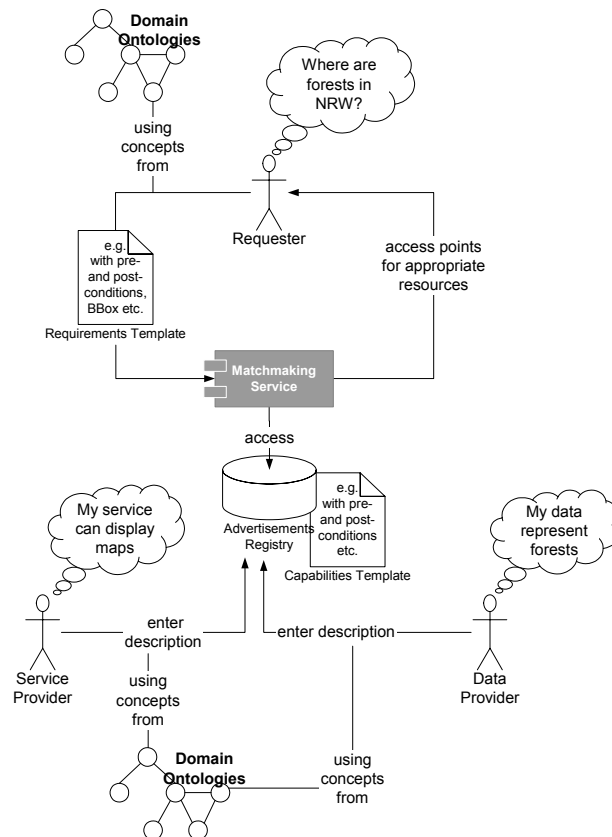 Domain
Ontologies
Where are
forests in
NRW?
using
concepts
from
Requester
e.g.
with pre-
and post-
conditions,
BBox etc.
Requirements Template
access points
for appropriate
resources
Matchmaking
Service
access
My service
can display
maps
Advertisements
Registry
e.g.
with pre-
and post-
conditions
etc.
Capabilities Template
My data
represent
forests
Service
Provider
enter
description
enter description
Data
Provider
using
concepts
from
Domain
Ontologies
using
concepts
from